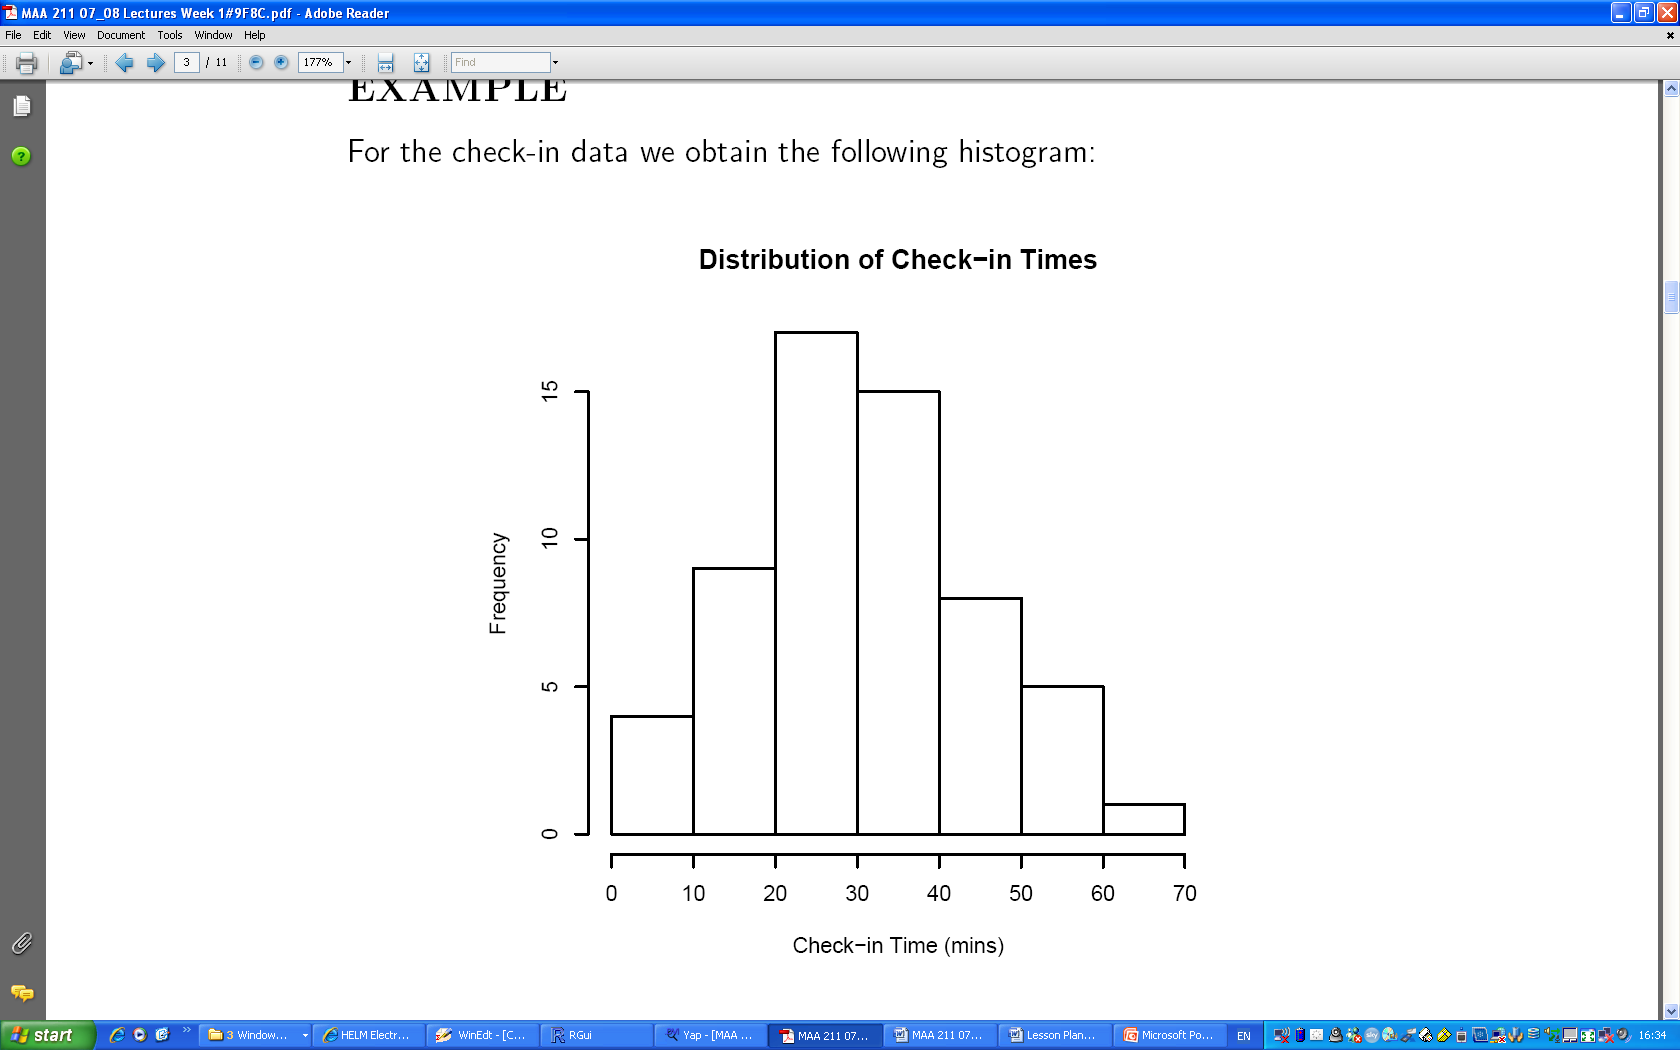 MAA 211 07_08 Lectures Week 1#9F8C.pdf - Adobe Reader
File Edit View Document Tools Window Help
3 / 11 177% Find
EXAMPLE
For the check-in data we obtain the following histogram:
Distribution of Check−in Times
15
10
5
0
Frequency
0 10 20 30 40 50 60 70
Check−in Time (mins)
start 3 Window... HELM Electr... WinEdt - [C... RGui Yap - [MAA ... MAA 211 07... MAA 211 07... Lesson Plan... Microsoft Po... EN 16:34